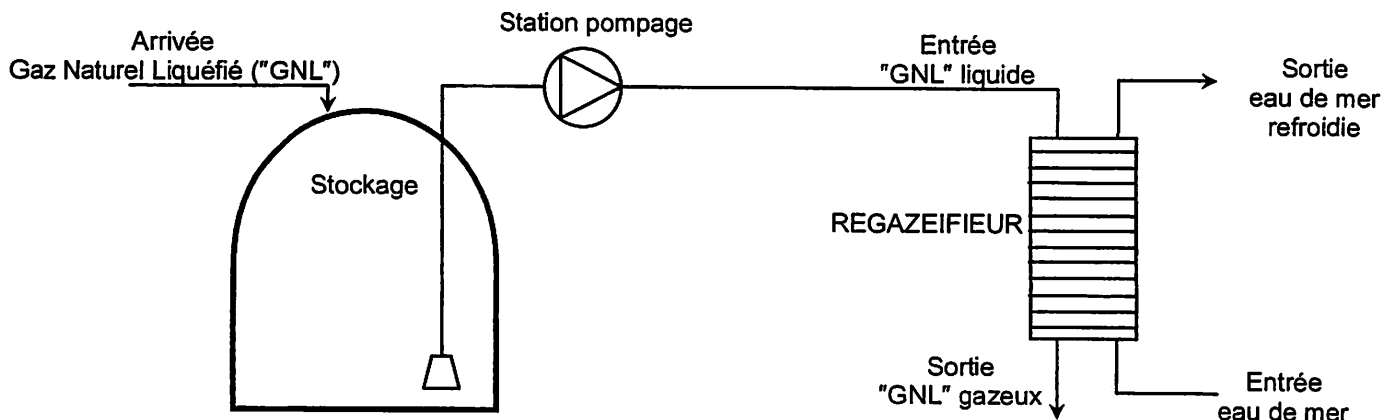 Arrivée
Gaz Naturel Liquéfié ("GNL")
Station pompage
Entrée
"GNL" liquide
Sortie
eau de mer
refroidie
Stockage
REGAZEIFIEUR
Sortie
"GNL" gazeux
Entrée
eau de mer